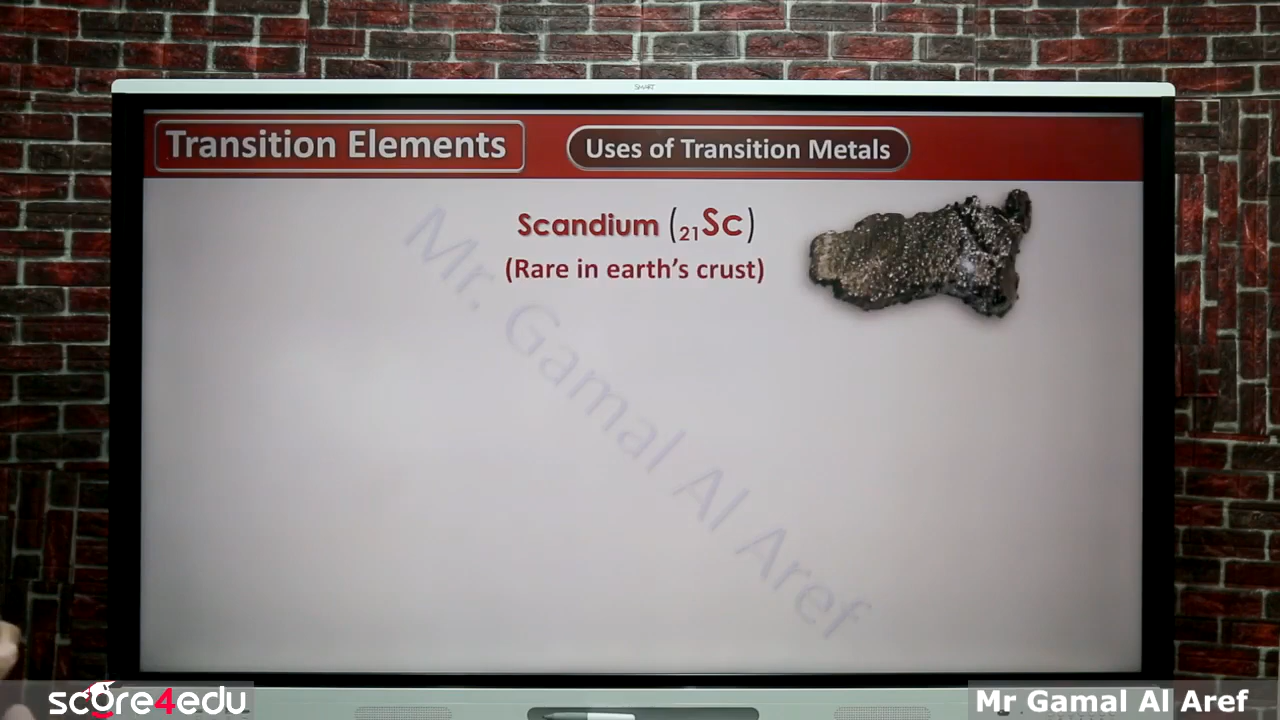 SMART
Transition Elements
Uses of Transition Metals
Scandium (₂₁Sc)
(Rare in earth's crust)
Mr. Gamal Al Aref
score4edu
Mr Gamal Al Aref